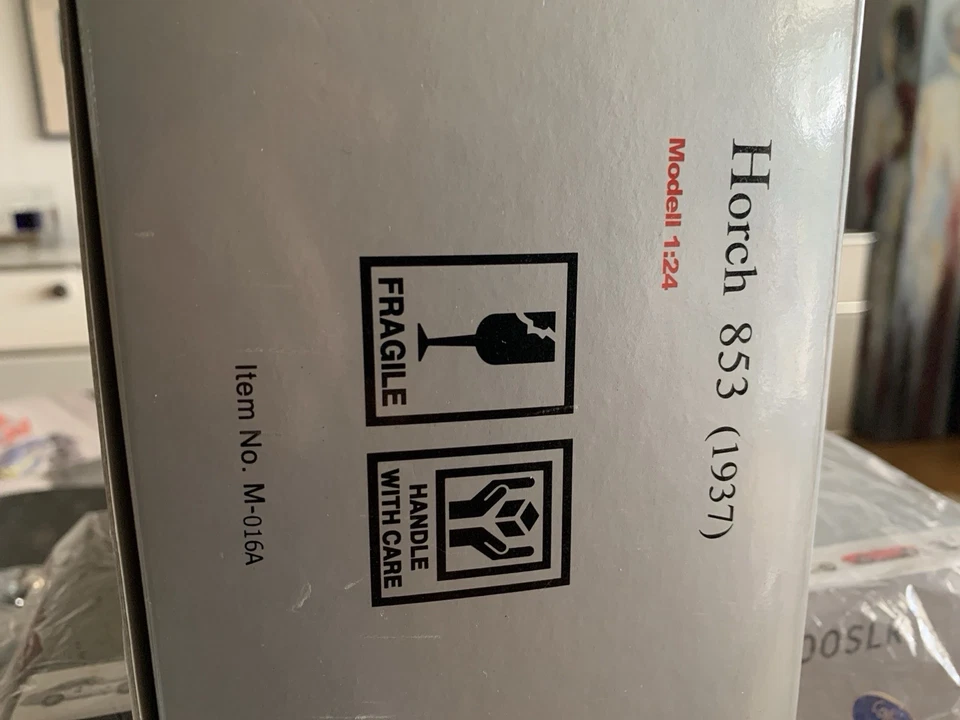 Horch 853 (1937)
Modell 1:24
FRAGILE
HANDLE
WITH CARE
Item No. M-016A